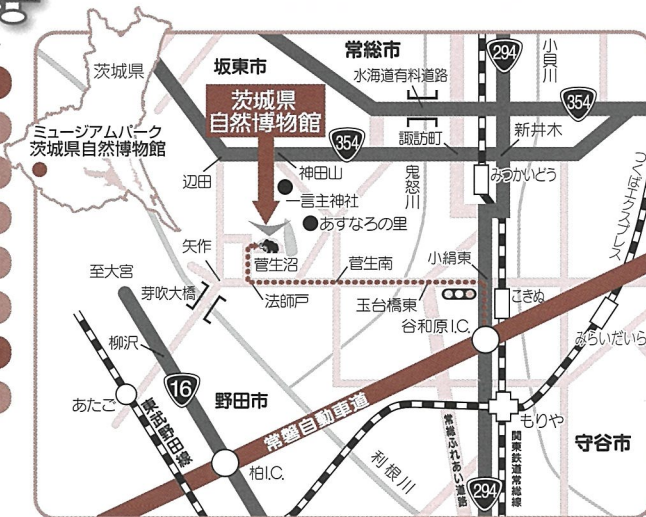 茨城県
ミュージアムパーク
茨城県自然博物館
坂東市
常総市
294
小貝川
水海道有料道路
354
茨城県
自然博物館
354
諏訪町
新井木
辺田
神田山
鬼怒川
みつかいどう
つくばエクスプレス
一言主神社
あすなろの里
矢作
菅生沼
菅生南
小絹東
至大宮
芽吹大橋
法師戸
玉台橋東
こきぬ
谷和原I.C.
みらいだいら
柳沢
16
野田市
あたご
東武野田線
常磐自動車道
もりや
守谷市
柏I.C.
利根川
常総ふれあい道路
関東鉄道常総線
294